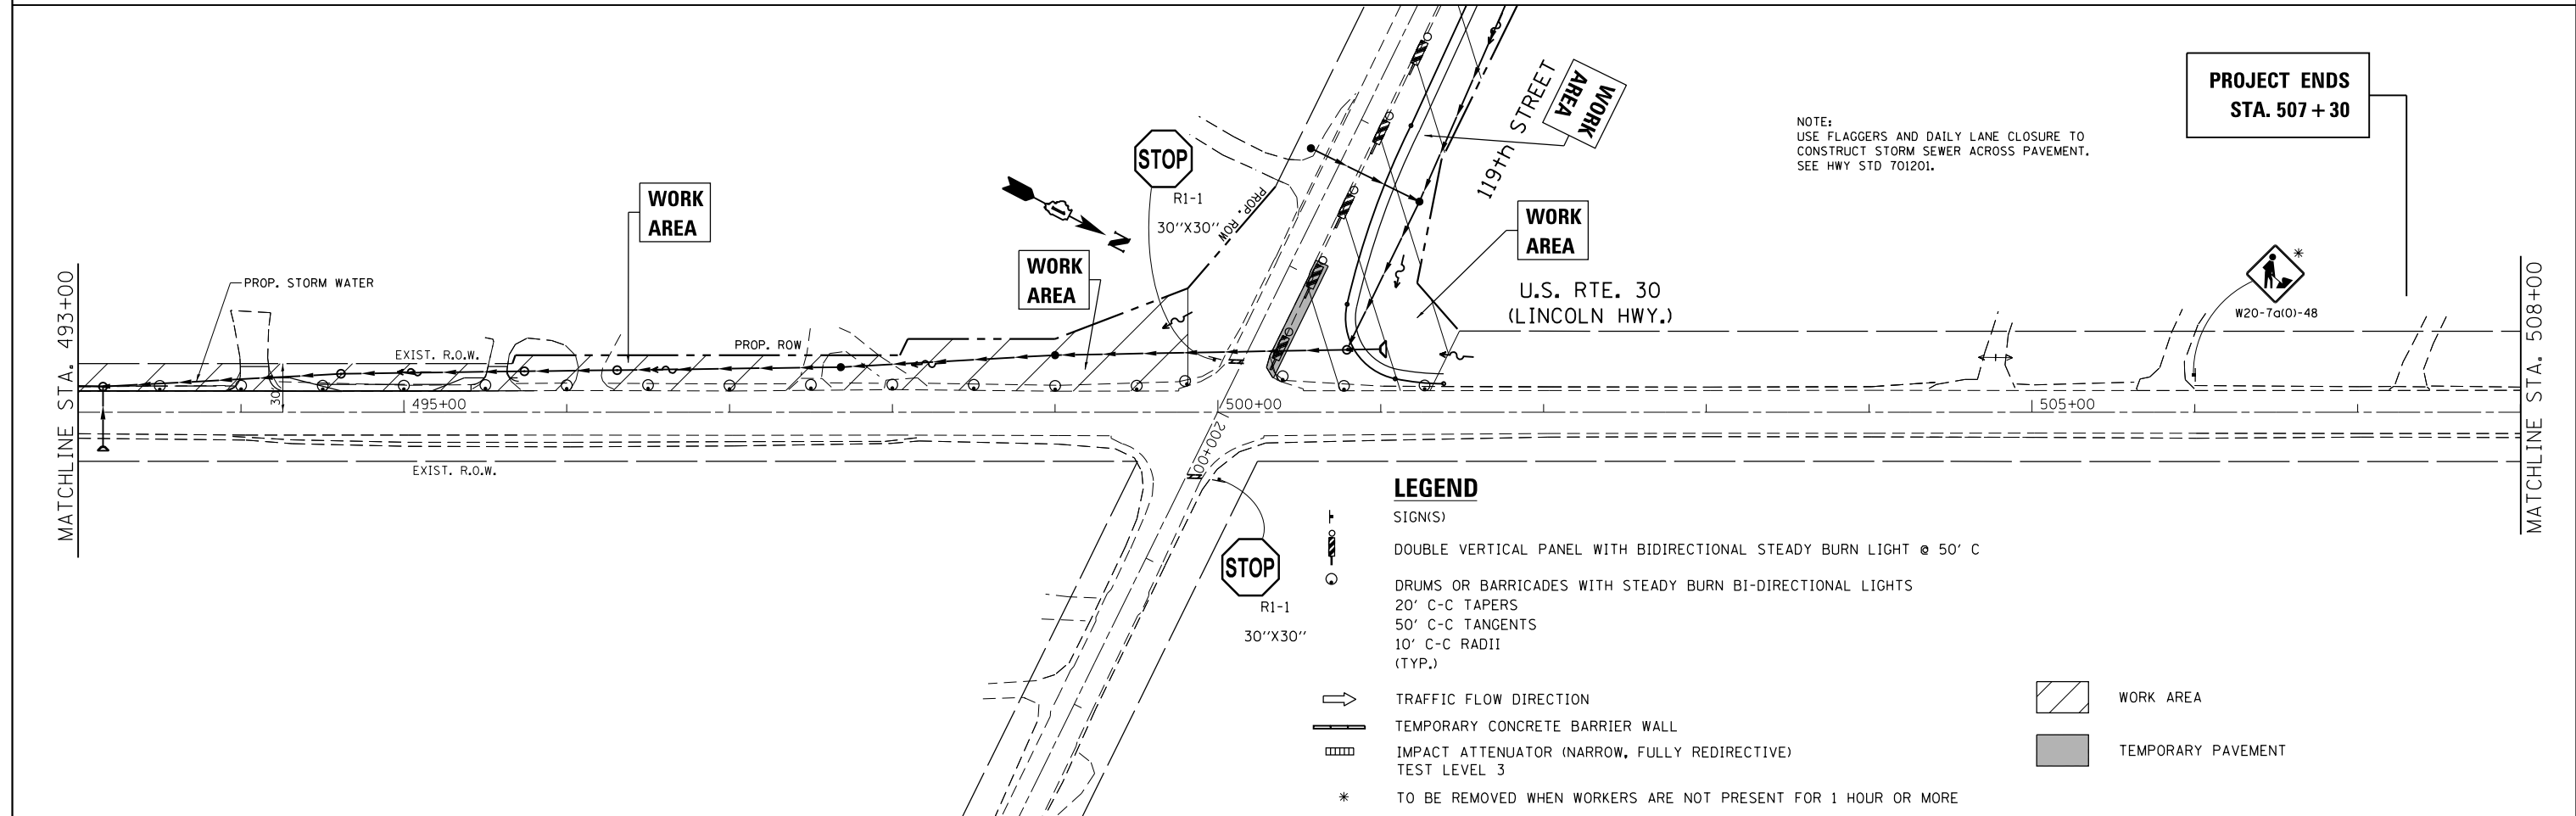 PROJECT ENDS
STA. 507+30
NOTE:
USE FLAGGERS AND DAILY LANE CLOSURE TO
CONSTRUCT STORM SEWER ACROSS PAVEMENT.
SEE HWY STD 701201.
WORK
AREA
119th STREET
STOP
R1-1
30''X30''
PROP. ROW
WORK
AREA
N
WORK
AREA
WORK
AREA
U.S. RTE. 30
(LINCOLN HWY.)
*
W20-7a(0)-48
MATCHLINE STA. 493+00
PROP. STORM WATER
EXIST. R.O.W.
PROP. ROW
30'
495+00
500+00
505+00
200+00
EXIST. R.O.W.
MATCHLINE STA. 508+00
STOP
R1-1
30''X30''
LEGEND
SIGN(S)
DOUBLE VERTICAL PANEL WITH BIDIRECTIONAL STEADY BURN LIGHT @ 50' C
DRUMS OR BARRICADES WITH STEADY BURN BI-DIRECTIONAL LIGHTS
20' C-C TAPERS
50' C-C TANGENTS
10' C-C RADII
(TYP.)
TRAFFIC FLOW DIRECTION
TEMPORARY CONCRETE BARRIER WALL
IMPACT ATTENUATOR (NARROW, FULLY REDIRECTIVE)
TEST LEVEL 3
* TO BE REMOVED WHEN WORKERS ARE NOT PRESENT FOR 1 HOUR OR MORE
WORK AREA
TEMPORARY PAVEMENT